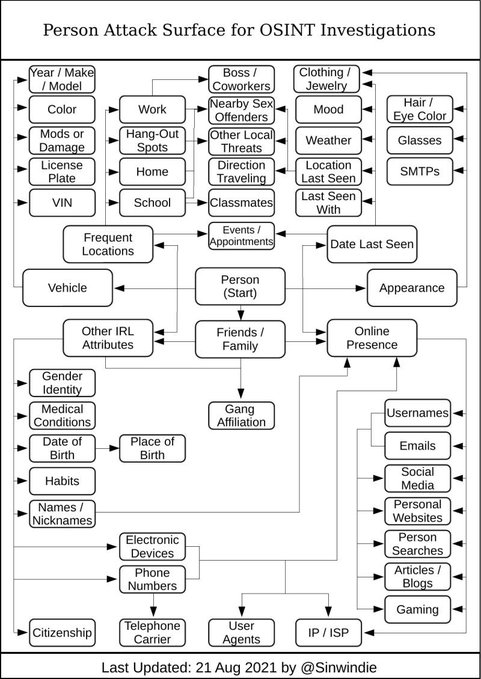 Person Attack Surface for OSINT Investigations
Year / Make
/ Model
Boss /
Coworkers
Clothing /
Jewelry
Color
Work
Nearby Sex
Offenders
Mood
Hair /
Eye Color
Mods or
Damage
Hang-Out
Spots
Other Local
Threats
Weather
Glasses
License
Plate
Home
Direction
Traveling
Location
Last Seen
SMTPs
VIN
School
Classmates
Last Seen
With
Frequent
Locations
Events /
Appointments
Date Last Seen
Vehicle
Person
(Start)
Appearance
Other IRL
Attributes
Friends /
Family
Online
Presence
Gender
Identity
Medical
Conditions
Gang
Affiliation
Usernames
Date of
Birth
Place of
Birth
Emails
Habits
Social
Media
Names /
Nicknames
Personal
Websites
Electronic
Devices
Person
Searches
Phone
Numbers
Articles /
Blogs
Gaming
Citizenship
Telephone
Carrier
User
Agents
IP / ISP
Last Updated: 21 Aug 2021 by @Sinwindie